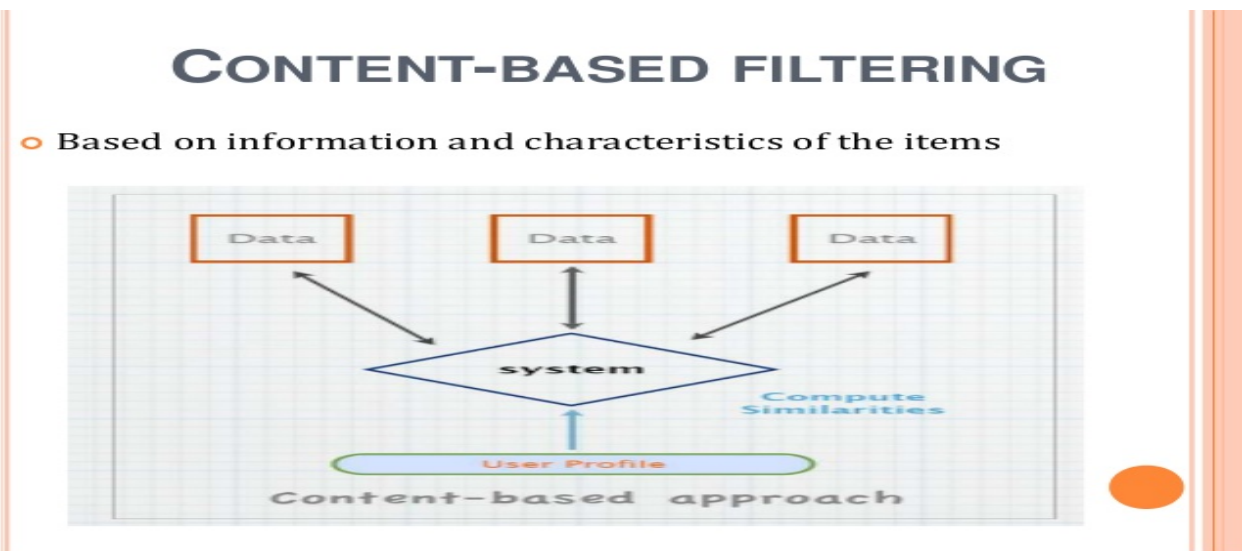 CONTENT-BASED FILTERING
Based on information and characteristics of the items
Data Data Data
system
Compute
Similarities
User Profile
Content-based approach